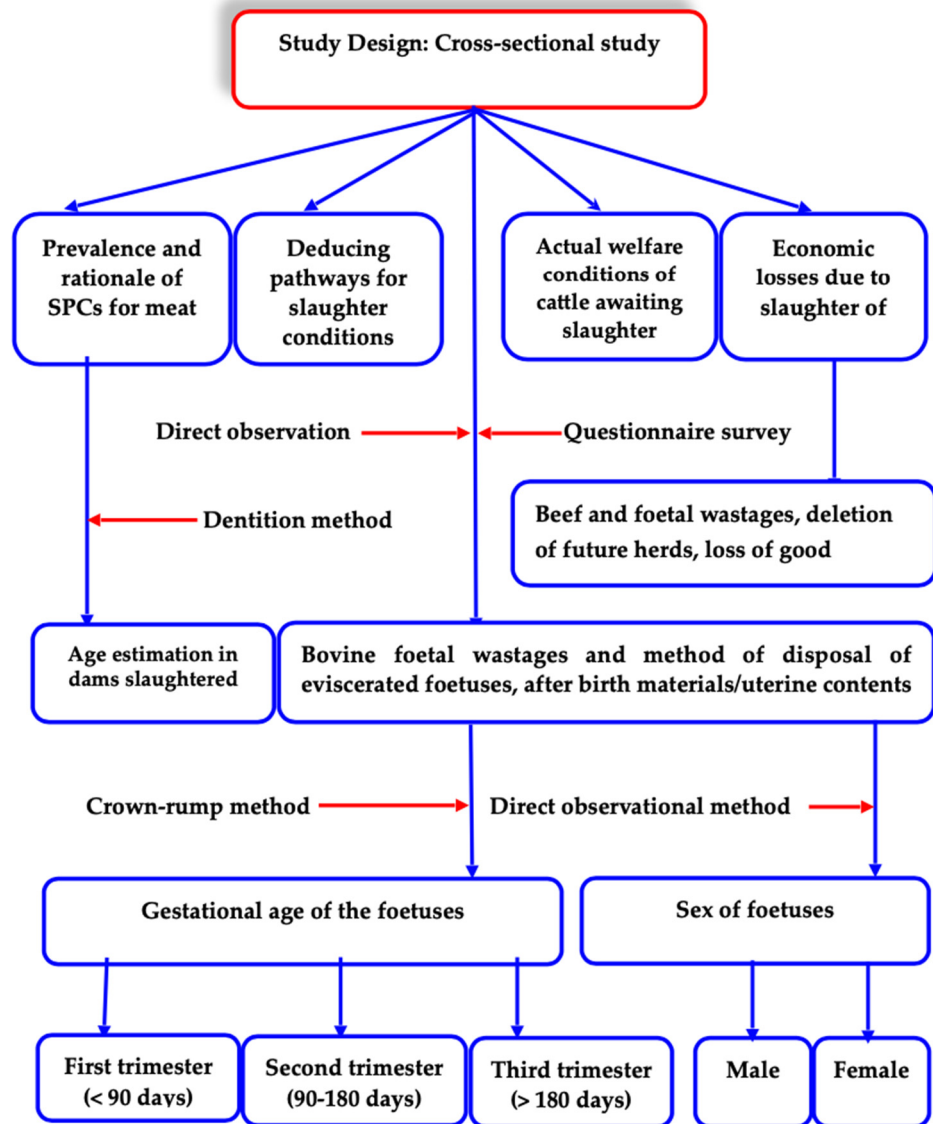 Study Design: Cross-sectional study
Prevalence and
rationale of
SPCs for meat
Deducing
pathways for
slaughter
conditions
Actual welfare
conditions of
cattle awaiting
slaughter
Economic
losses due to
slaughter of
Direct observation
Questionnaire survey
Beef and foetal wastages, deletion
of future herds, loss of good
Dentition method
Age estimation in
dams slaughtered
Bovine foetal wastages and method of disposal of
eviscerated foetuses, after birth materials/uterine contents
Crown-rump method
Direct observational method
Gestational age of the foetuses
Sex of foetuses
First trimester
(< 90 days)
Second trimester
(90-180 days)
Third trimester
(> 180 days)
Male
Female